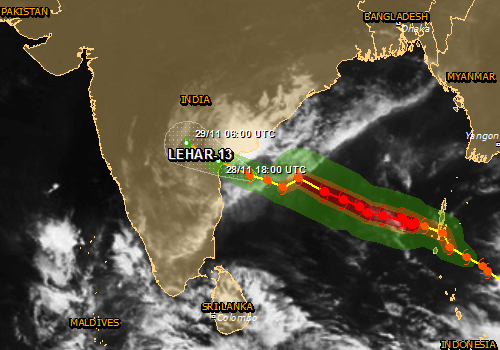 PAKISTAN
BANGLADESH
Dhaka
MYANMAR
INDIA
29/11 06:00 UTC
Yangon
LEHAR-13
28/11 18:00 UTC
SRI LANKA
Colombo
MALDIVES
INDONESIA